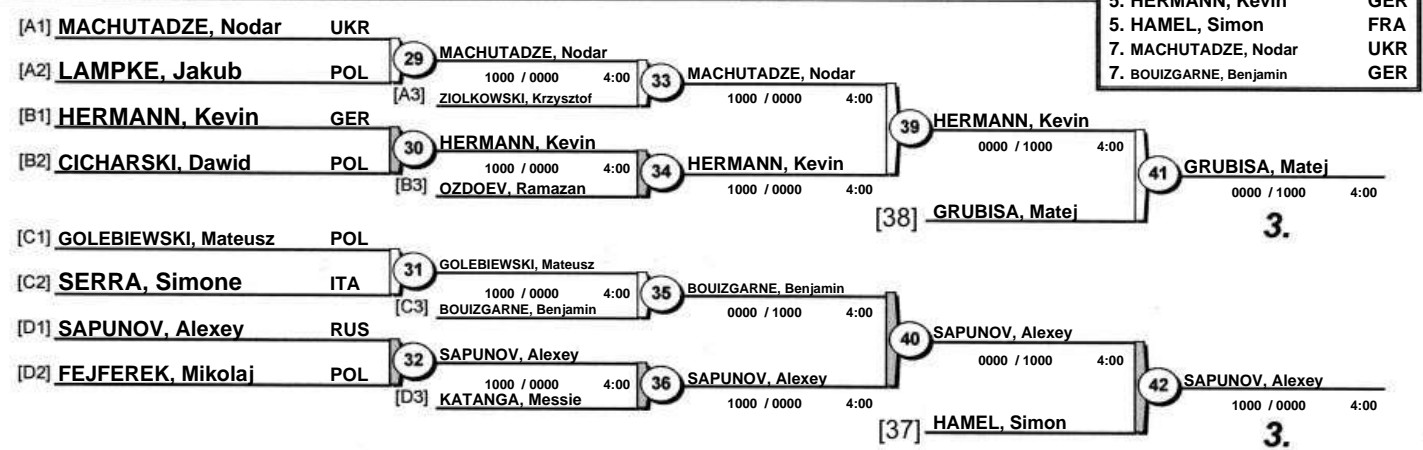 5. HERMANN, Kevin GER
5. HAMEL, Simon FRA
7. MACHUTADZE, Nodar UKR
7. BOUIZGARNE, Benjamin GER
[A1] MACHUTADZE, Nodar UKR
29
MACHUTADZE, Nodar
[A2] LAMPKE, Jakub POL
1000 / 0000 4:00
[A3] ZIOLKOWSKI, Krzysztof
33
MACHUTADZE, Nodar
1000 / 0000 4:00
[B1] HERMANN, Kevin GER
30
HERMANN, Kevin
[B2] CICHARSKI, Dawid POL
1000 / 0000 4:00
[B3] OZDOEV, Ramazan
34
HERMANN, Kevin
1000 / 0000 4:00
39
HERMANN, Kevin
0000 / 1000 4:00
[38] GRUBISA, Matej
41
GRUBISA, Matej
0000 / 1000 4:00
3.
[C1] GOLEBIEWSKI, Mateusz POL
31
GOLEBIEWSKI, Mateusz
[C2] SERRA, Simone ITA
1000 / 0000 4:00
[C3] BOUIZGARNE, Benjamin
35
BOUIZGARNE, Benjamin
0000 / 1000 4:00
[D1] SAPUNOV, Alexey RUS
32
SAPUNOV, Alexey
[D2] FEJFEREK, Mikolaj POL
1000 / 0000 4:00
[D3] KATANGA, Messie
36
SAPUNOV, Alexey
1000 / 0000 4:00
40
SAPUNOV, Alexey
0000 / 1000 4:00
[37] HAMEL, Simon
42
SAPUNOV, Alexey
1000 / 0000 4:00
3.